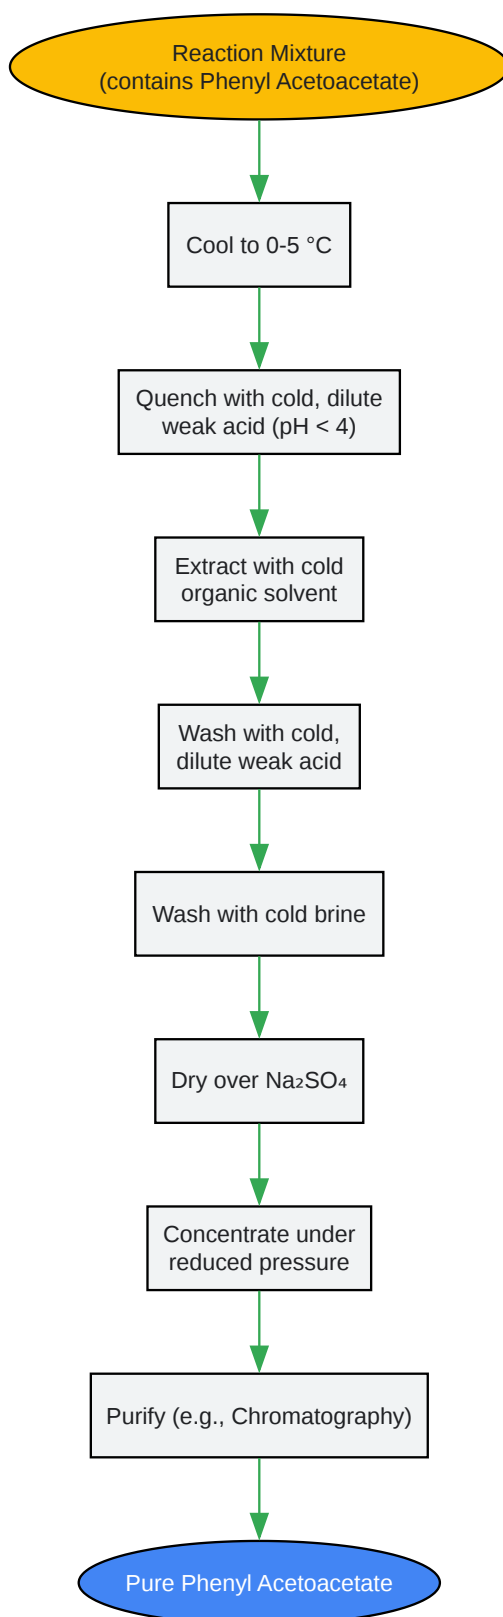 Reaction Mixture
(contains Phenyl Acetoacetate)
Cool to 0-5 °C
Quench with cold, dilute
weak acid (pH < 4)
Extract with cold
organic solvent
Wash with cold,
dilute weak acid
Wash with cold brine
Dry over Na₂SO₄
Concentrate under
reduced pressure
Purify (e.g., Chromatography)
Pure Phenyl Acetoacetate